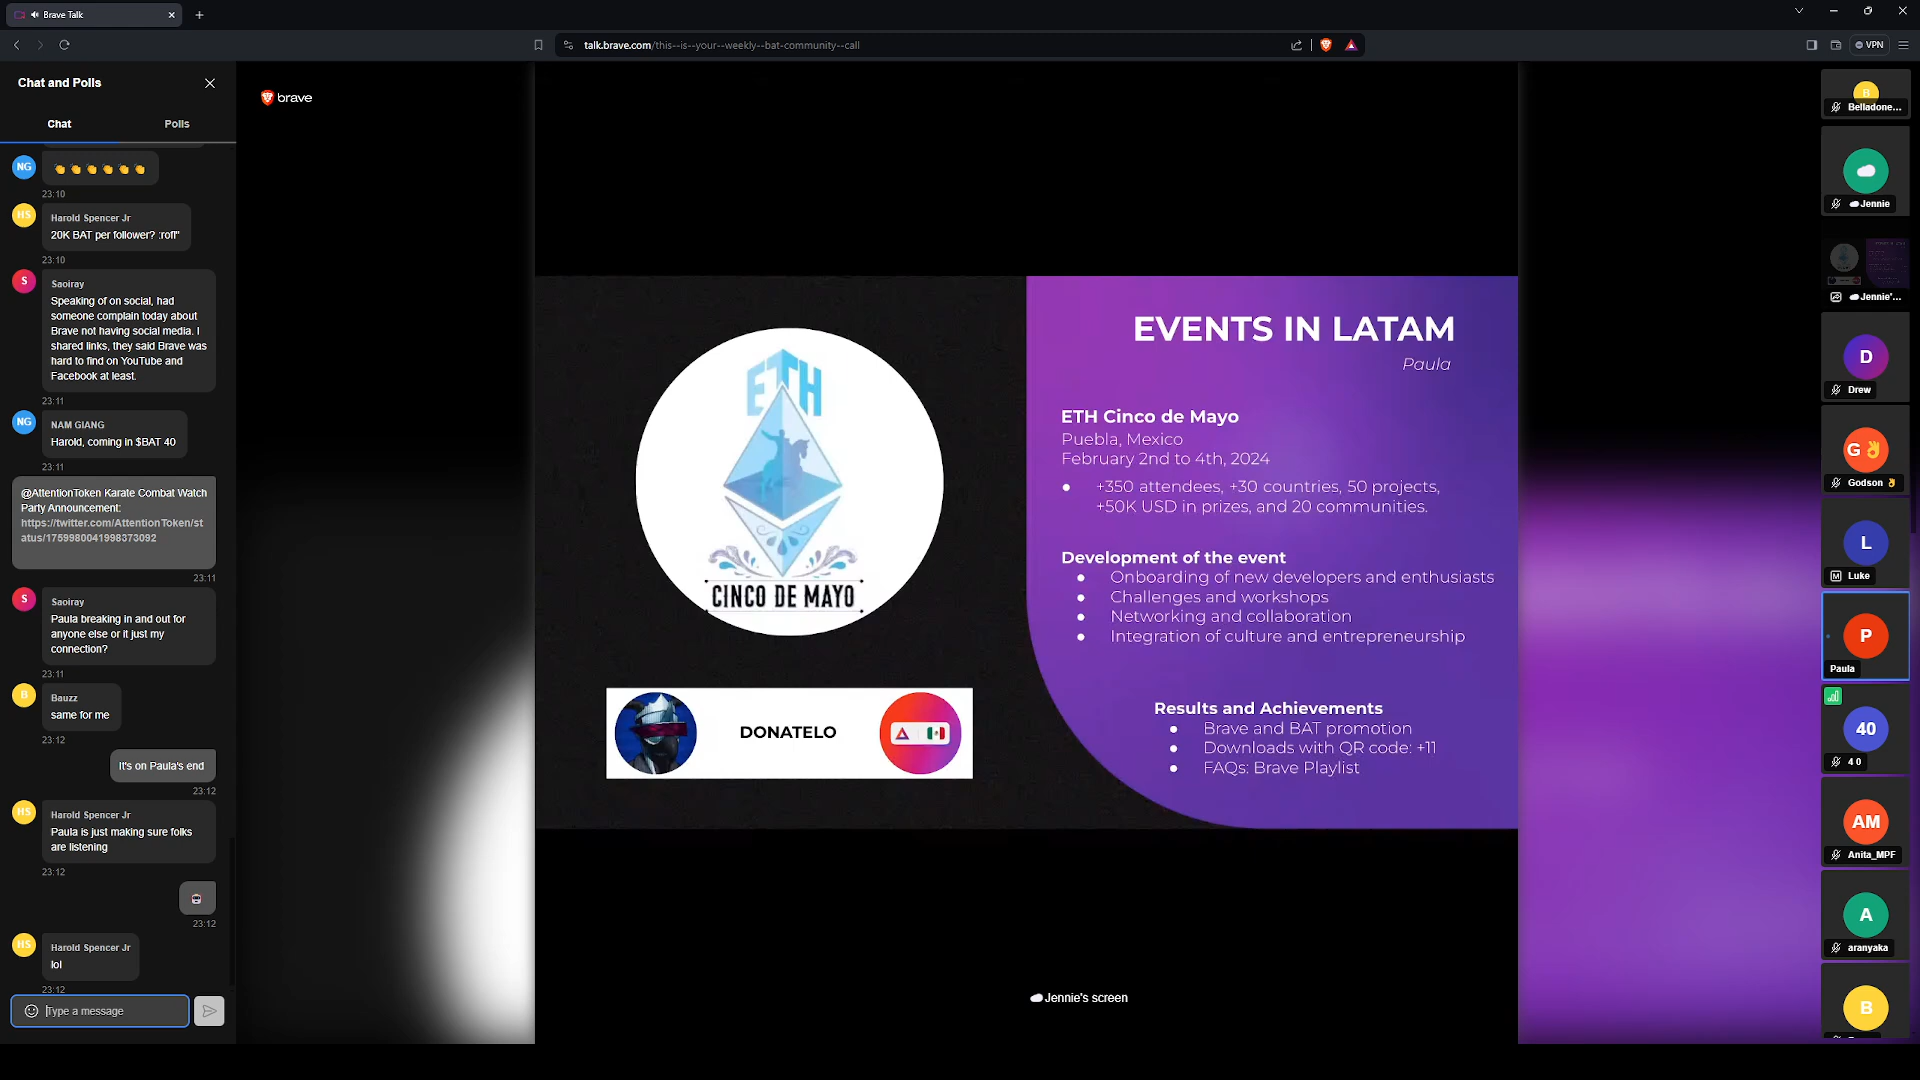 Brave Talk
talk.brave.com/this--is--your--weekly--bat-community--call
VPN
Chat and Polls
Chat
Polls
NG
23:10
HS
Harold Spencer Jr
20K BAT per follower? :rofl"
23:10
S
Saoiray
Speaking of on social, had
someone complain today about
Brave not having social media. I
shared links, they said Brave was
hard to find on YouTube and
Facebook at least.
23:11
NG
NAM GIANG
Harold, coming in $BAT 40
23:11
@AttentionToken Karate Combat Watch
Party Announcement:
https://twitter.com/AttentionToken/st
atus/1759980041998373092
23:11
S
Saoiray
Paula breaking in and out for
anyone else or it just my
connection?
23:11
B
Bauzz
same for me
23:12
It's on Paula's end
23:12
HS
Harold Spencer Jr
Paula is just making sure folks
are listening
23:12
23:12
HS
Harold Spencer Jr
lol
23:12
Type a message
brave
ETH
CINCO DE MAYO
DONATELO
EVENTS IN LATAM
Paula
ETH Cinco de Mayo
Puebla, Mexico
February 2nd to 4th, 2024
+350 attendees, +30 countries, 50 projects,
+50K USD in prizes, and 20 communities.
Development of the event
Onboarding of new developers and enthusiasts
Challenges and workshops
Networking and collaboration
Integration of culture and entrepreneurship
Results and Achievements
Brave and BAT promotion
Downloads with QR code: +11
FAQs: Brave Playlist
Jennie's screen
B
Belladone...
Jennie
Jennie'...
D
Drew
G
Godson
L
M Luke
P
Paula
40
4 0
AM
Anita_MPF
A
aranyaka
B